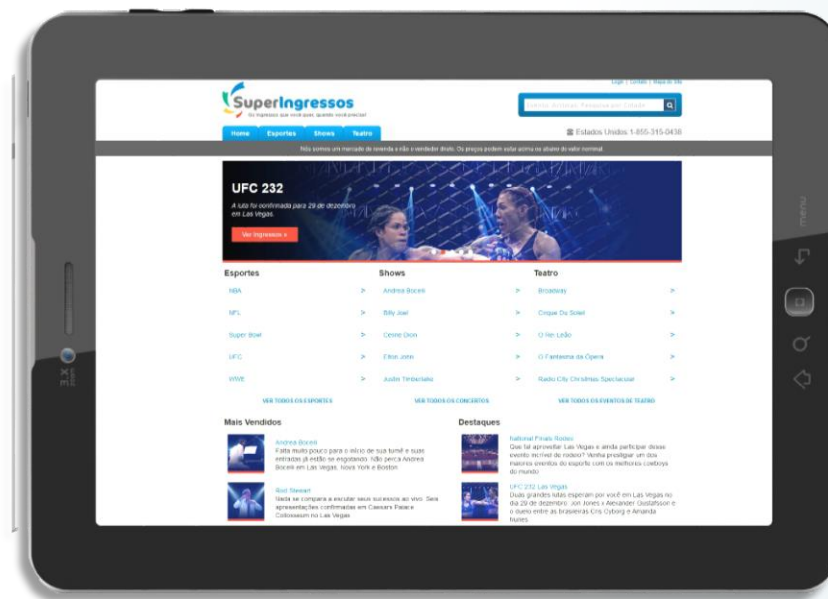 Login | Contato | Mapa do Site
SuperIngressos
Os ingressos que você quer, quando você precisa!
Home Esportes Shows Teatro
Estados Unidos 1-855-315-0438
Nós somos um mercado de revenda e não o vendedor direto. Os preços podem estar acima ou abaixo do valor nominal.
UFC 232
A luta foi confirmada para 29 de dezembro
em Las Vegas.
Ver Ingressos »
Esportes
NBA >
NFL >
Super Bowl >
UFC >
WWE >
VER TODOS OS ESPORTES
Shows
Andrea Bocelli >
Billy Joel >
Celine Dion >
Elton John >
Justin Timberlake >
VER TODOS OS CONCERTOS
Teatro
Broadway >
Cirque Du Soleil >
O Rei Leão >
O Fantasma da Ópera >
Radio City Christmas Spectacular >
VER TODOS OS EVENTOS DE TEATRO
Mais Vendidos
Andrea Bocelli
Falta muito pouco para o início de sua turnê e suas
entradas já estão se esgotando. Não perca Andrea
Bocelli em Las Vegas, Nova York e Boston
Rod Stewart
Nada se compara a escutar seus sucessos ao vivo. Seis
apresentações confirmadas em Caesars Palace
Collosseum no Las Vegas
Destaques
National Finals Rodeo
Que tal aproveitar Las Vegas e ainda participar desse
evento incrível de rodeo? Venha prestigiar um dos
maiores eventos do esporte com os melhores cowboys
do mundo
UFC 232 Las Vegas
Duas grandes lutas esperam por você em Las Vegas no
dia 29 de dezembro: Jon Jones x Alexander Gustafsson e
o duelo entre as brasileiras Cris Cyborg e Amanda
Nunes.
menu
3.X
zoom